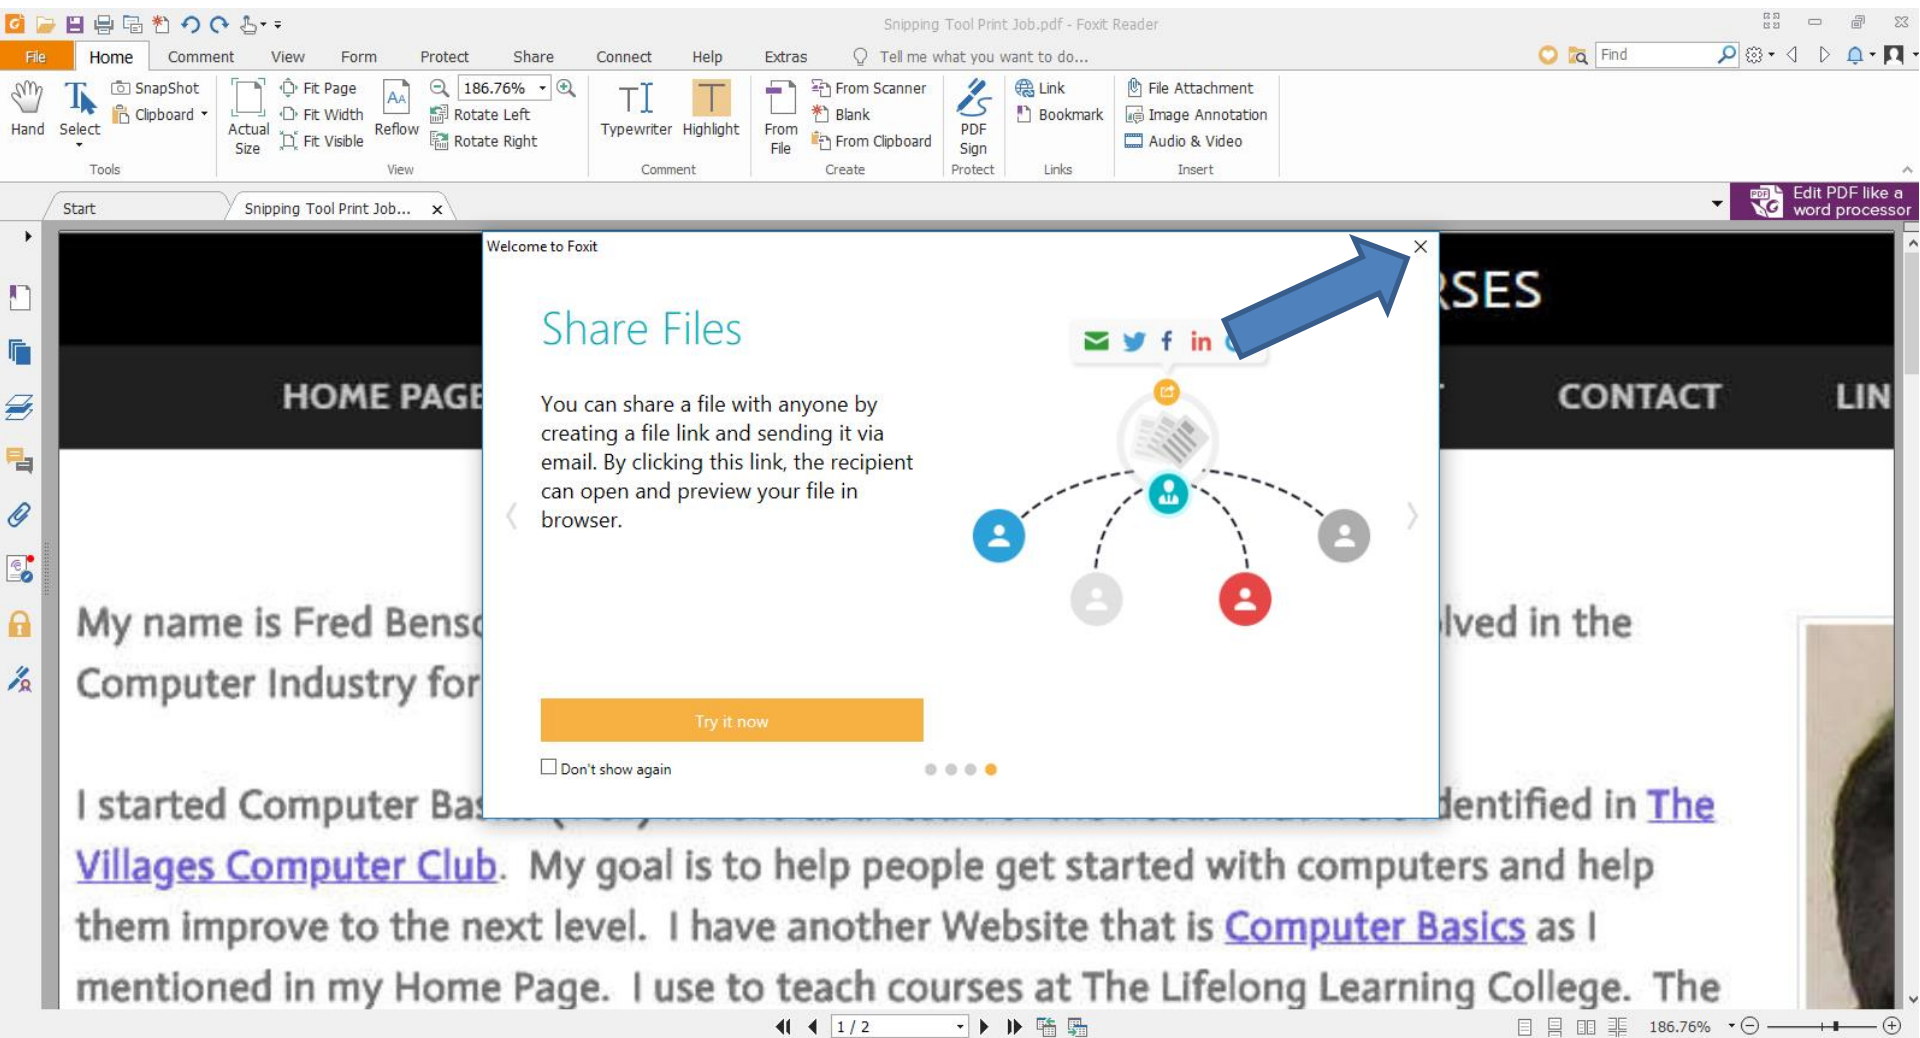 Snipping Tool Print Job.pdf - Foxit Reader
File Home Comment View Form Protect Share Connect Help Extras Tell me what you want to do... Find
Hand
Select
SnapShot
Clipboard
Tools
Actual
Size
Fit Page
Fit Width
Fit Visible
Reflow
186.76%
Rotate Left
Rotate Right
View
Typewriter
Highlight
Comment
From
File
From Scanner
Blank
From Clipboard
Create
PDF
Sign
Protect
Link
Bookmark
Links
File Attachment
Image Annotation
Audio & Video
Insert
Start
Snipping Tool Print Job... x
PDF
Edit PDF like a
word processor
Welcome to Foxit
RSES
HOME PAGE
CONTACT
LIN
Share Files
f in
You can share a file with anyone by
creating a file link and sending it via
email. By clicking this link, the recipient
can open and preview your file in
browser.
Try it now
Don't show again
My name is Fred Benso lved in the
Computer Industry for
I started Computer Bas dentified in The
Villages Computer Club. My goal is to help people get started with computers and help
them improve to the next level. I have another Website that is Computer Basics as I
mentioned in my Home Page. I use to teach courses at The Lifelong Learning College. The
1 / 2
186.76%